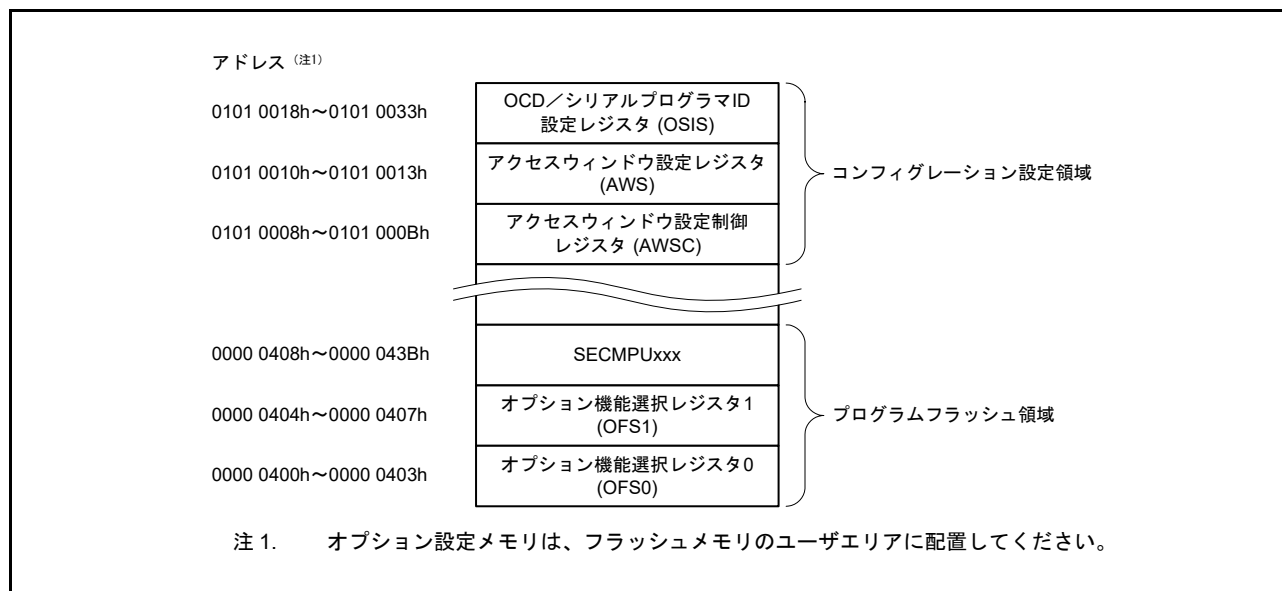 アドレス（注1）
0101 0018h～0101 0033h
OCD／シリアルプログラマID
設定レジスタ (OSIS)
0101 0010h～0101 0013h
アクセスウィンドウ設定レジスタ
(AWS)
コンフィグレーション設定領域
0101 0008h～0101 000Bh
アクセスウィンドウ設定制御
レジスタ (AWSC)
0000 0408h～0000 043Bh
SECMPUxxx
0000 0404h～0000 0407h
オプション機能選択レジスタ1
(OFS1)
プログラムフラッシュ領域
0000 0400h～0000 0403h
オプション機能選択レジスタ0
(OFS0)
注 1. オプション設定メモリは、フラッシュメモリのユーザエリアに配置してください。